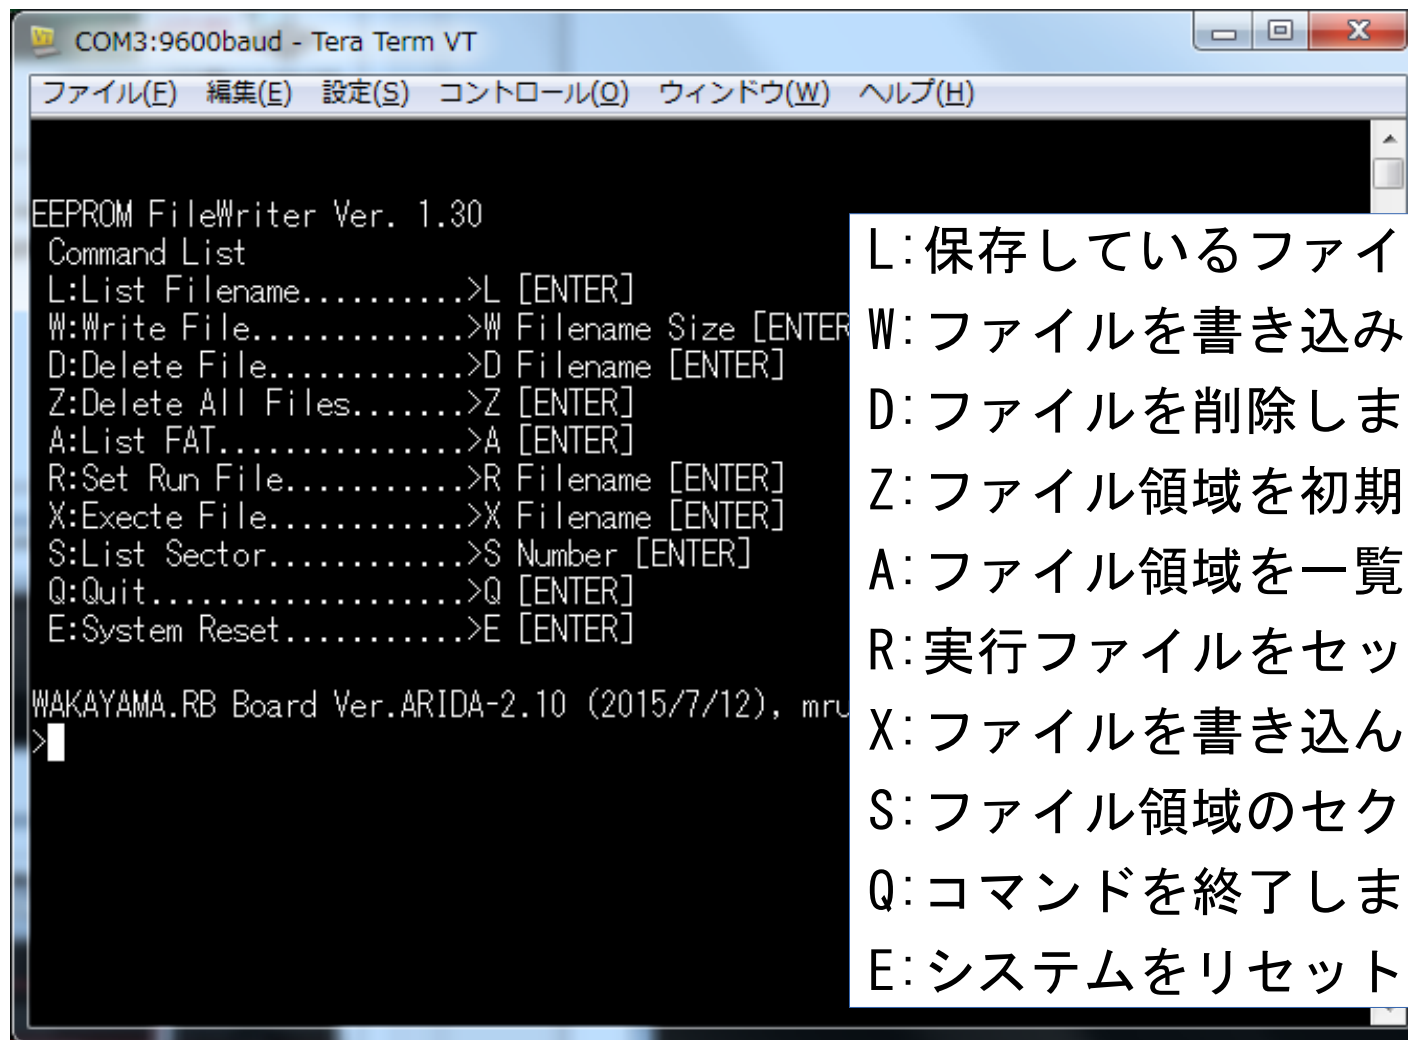 COM3:9600baud - Tera Term VT
ファイル(F) 編集(E) 設定(S) コントロール(O) ウィンドウ(W) ヘルプ(H)
EEPROM FileWriter Ver. 1.30
Command List
L:List Filename..........>L [ENTER]
W:Write File.............>W Filename Size [ENTER
D:Delete File............>D Filename [ENTER]
Z:Delete All Files.......>Z [ENTER]
A:List FAT...............>A [ENTER]
R:Set Run File...........>R Filename [ENTER]
X:Execte File............>X Filename [ENTER]
S:List Sector............>S Number [ENTER]
Q:Quit...................>Q [ENTER]
E:System Reset...........>E [ENTER]
WAKAYAMA.RB Board Ver.ARIDA-2.10 (2015/7/12), mru
>
L:保存しているファイ
W:ファイルを書き込み
D:ファイルを削除しま
Z:ファイル領域を初期
A:ファイル領域を一覧
R:実行ファイルをセッ
X:ファイルを書き込ん
S:ファイル領域のセク
Q:コマンドを終了しま
E:システムをリセット